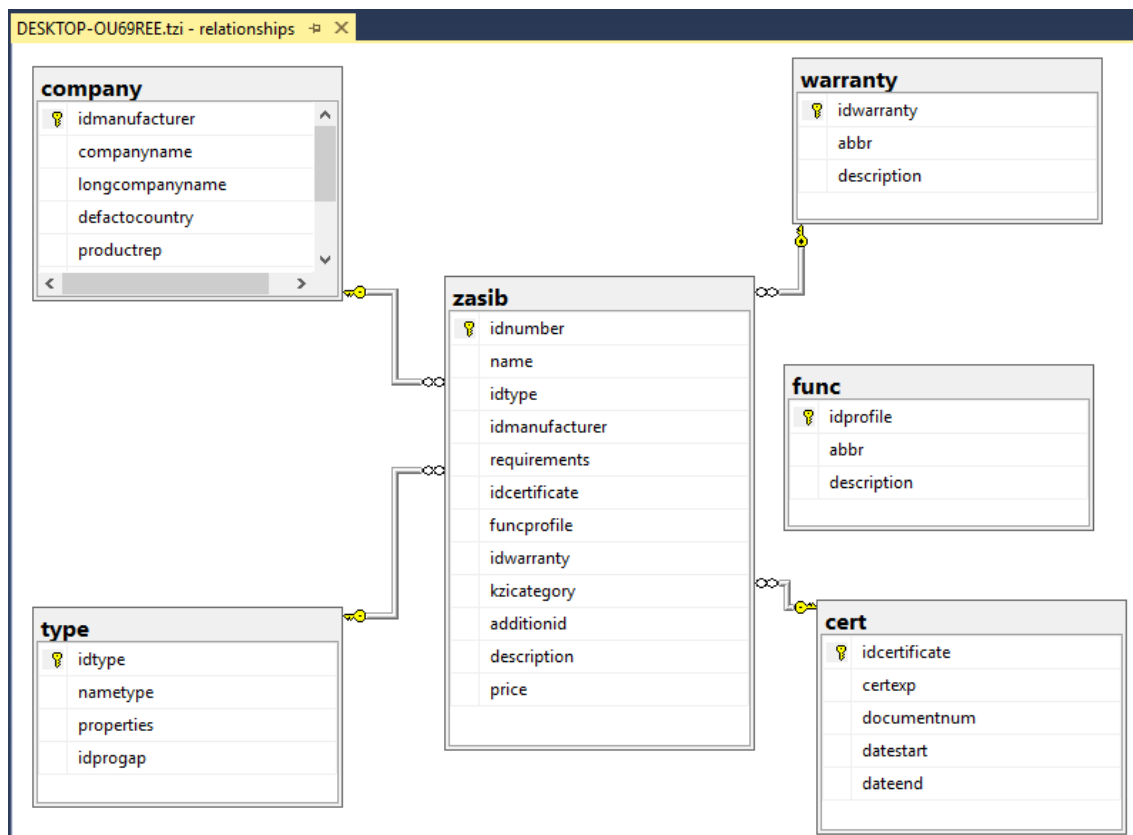 DESKTOP-OU69REE.tzi - relationships
company
idmanufacturer
companyname
longcompanyname
defactocountry
productrep
warranty
idwarranty
abbr
description
zasib
idnumber
name
idtype
idmanufacturer
requirements
idcertificate
funcprofile
idwarranty
kzicategory
additionid
description
price
func
idprofile
abbr
description
type
idtype
nametype
properties
idprogap
cert
idcertificate
certexp
documentnum
datestart
dateend